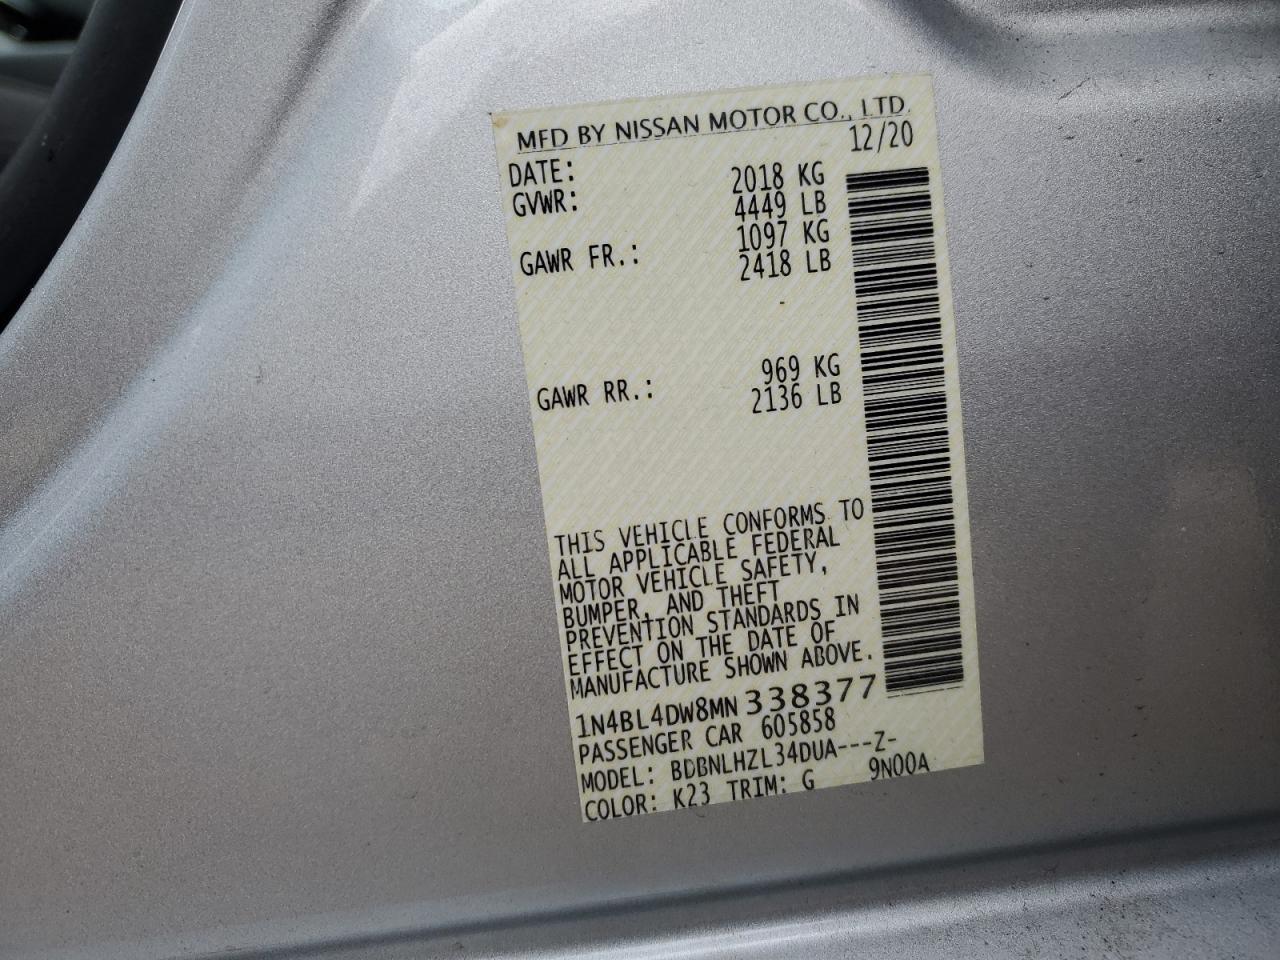 MFD BY NISSAN MOTOR CO., LTD.
DATE: 12/20
GVWR: 2018 KG
4449 LB
GAWR FR.: 1097 KG
2418 LB
GAWR RR.: 969 KG
2136 LB
THIS VEHICLE CONFORMS TO
ALL APPLICABLE FEDERAL
MOTOR VEHICLE SAFETY,
BUMPER, AND THEFT
PREVENTION STANDARDS IN
EFFECT ON THE DATE OF
MANUFACTURE SHOWN ABOVE.
1N4BL4DW8MN338377
PASSENGER CAR 605858
MODEL: BDBNLHZL34DUA---Z-
COLOR: K23 TRIM: G 9N00A